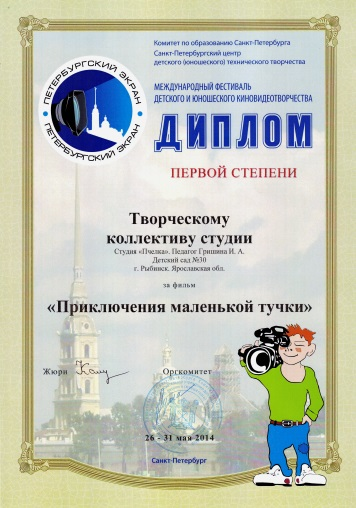 ПЕТЕРБУРГСКИЙ ЭКРАН
ПЕТЕРБУРГСКИЙ ЭКРАН
Комитет по образованию Санкт-Петербурга
Санкт-Петербургский центр
детского (юношеского) технического творчества
МЕЖДУНАРОДНЫЙ ФЕСТИВАЛЬ
ДЕТСКОГО И ЮНОШЕСКОГО КИНОВИДЕОТВОРЧЕСТВА
ДИПЛОМ
ПЕРВОЙ СТЕПЕНИ
Творческому
коллективу студии
Студия «Пчелка». Педагог Гришина И. А.
Детский сад №30
г. Рыбинск. Ярославская обл.
за фильм
«Приключения маленькой тучки»
Жюри Оргкомитет
26 - 31 мая 2014
Санкт-Петербург